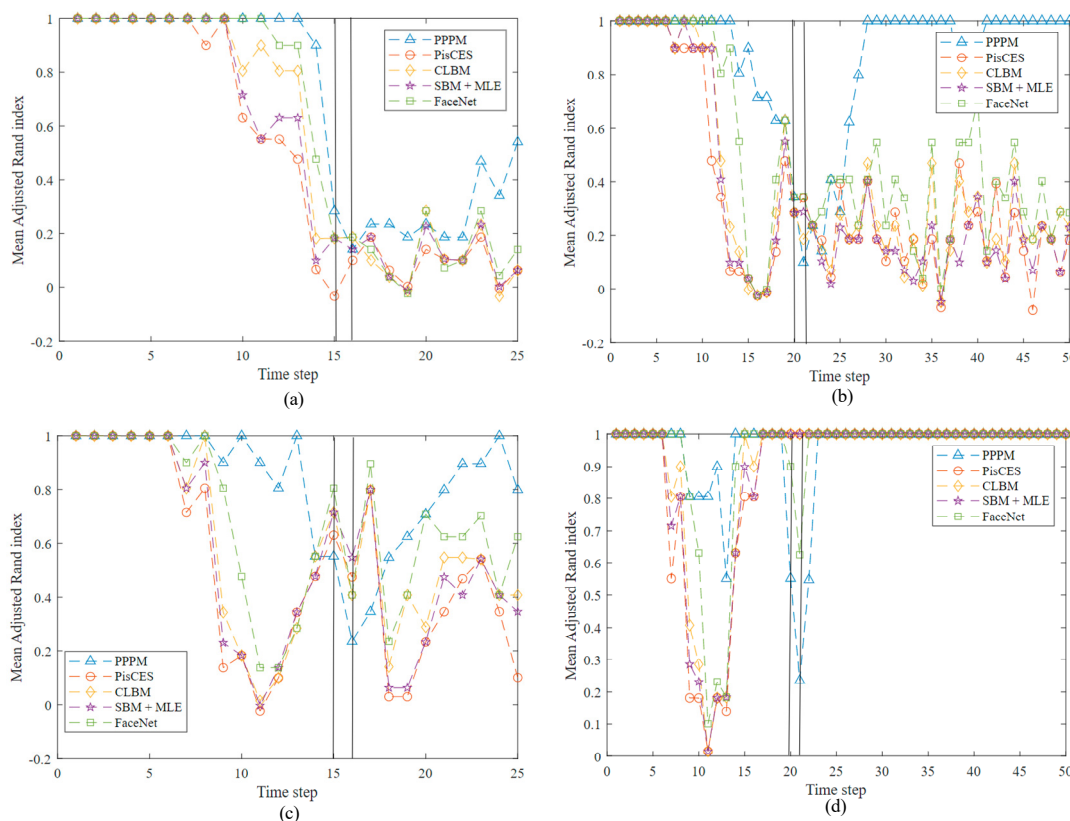 1
0.8
0.6
0.4
0.2
0
-0.2
Mean Adjusted Rand index
PPPM
PisCES
CLBM
SBM + MLE
FaceNet
0 5 10 15 20 25
Time step
(a)
1
0.8
0.6
0.4
0.2
0
-0.2
Mean Adjusted Rand index
PPPM
PisCES
CLBM
SBM + MLE
FaceNet
0 5 10 15 20 25 30 35 40 45 50
Time step
(b)
1
0.8
0.6
0.4
0.2
0
-0.2
Mean Adjusted Rand index
PPPM
PisCES
CLBM
SBM + MLE
FaceNet
0 5 10 15 20 25
Time step
(c)
1
0.9
0.8
0.7
0.6
0.5
0.4
0.3
0.2
0.1
0
Mean Adjusted Rand index
PPPM
PisCES
CLBM
SBM + MLE
FaceNet
0 5 10 15 20 25 30 35 40 45 50
Time step
(d)